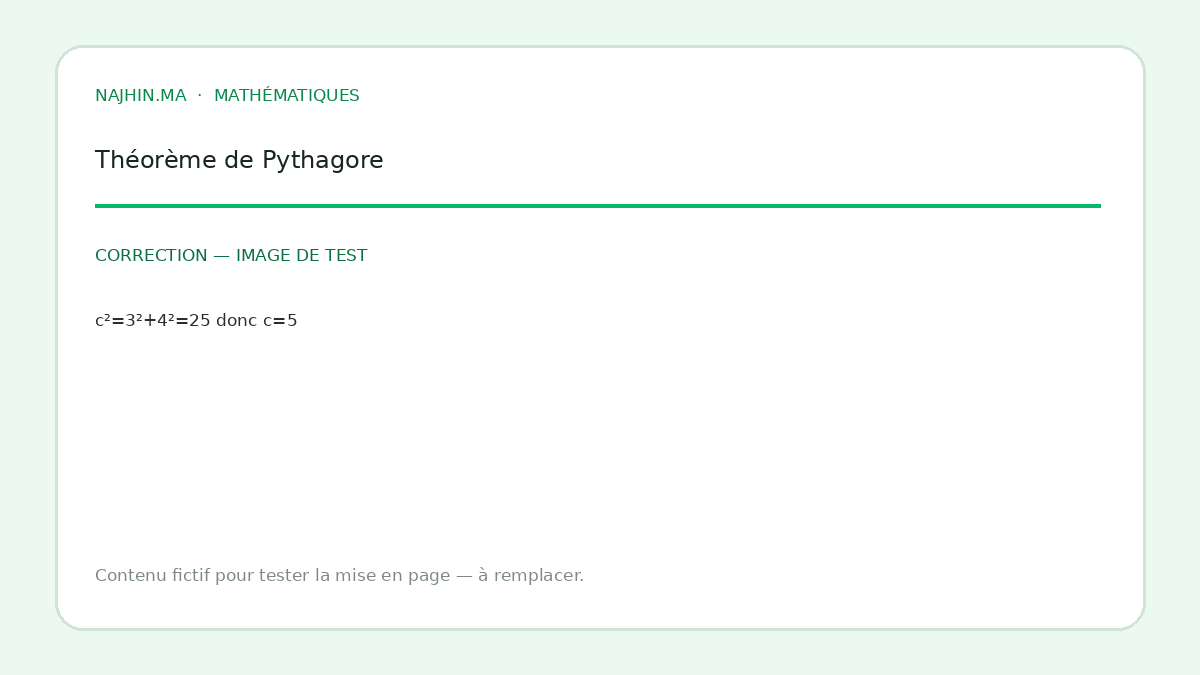 NAJHIN.MA · MATHÉMATIQUES
Théorème de Pythagore
CORRECTION — IMAGE DE TEST
c²=3²+4²=25 donc c=5
Contenu fictif pour tester la mise en page — à remplacer.